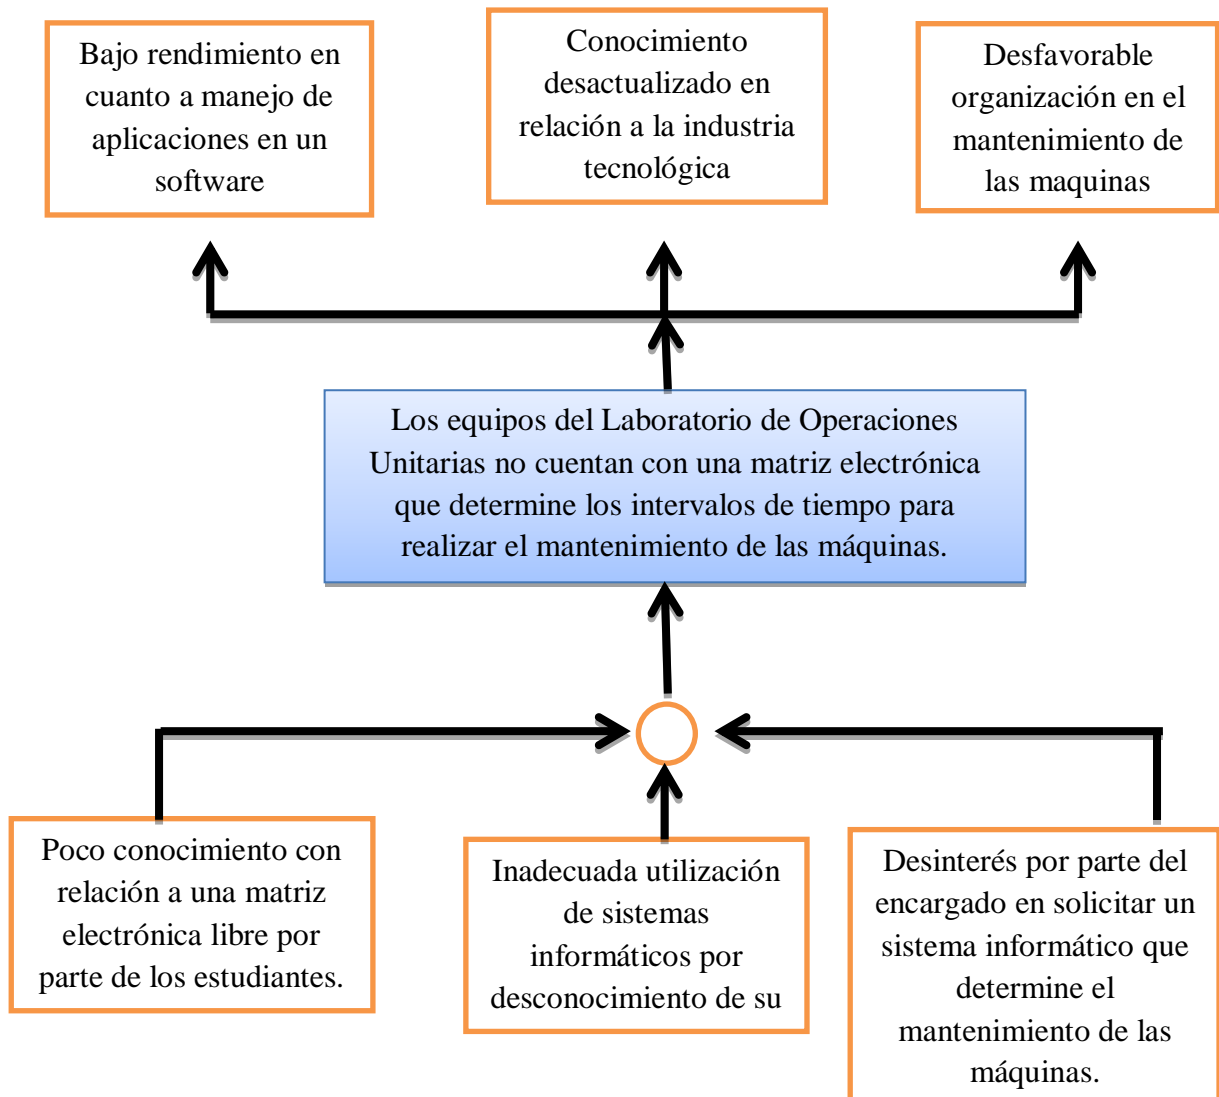 Bajo rendimiento en
cuanto a manejo de
aplicaciones en un
software
Conocimiento
desactualizado en
relación a la industria
tecnológica
Desfavorable
organización en el
mantenimiento de
las maquinas
Los equipos del Laboratorio de Operaciones
Unitarias no cuentan con una matriz electrónica
que determine los intervalos de tiempo para
realizar el mantenimiento de las máquinas.
Poco conocimiento con
relación a una matriz
electrónica libre por
parte de los estudiantes.
Inadecuada utilización
de sistemas
informáticos por
desconocimiento de su
Desinterés por parte del
encargado en solicitar un
sistema informático que
determine el
mantenimiento de las
máquinas.